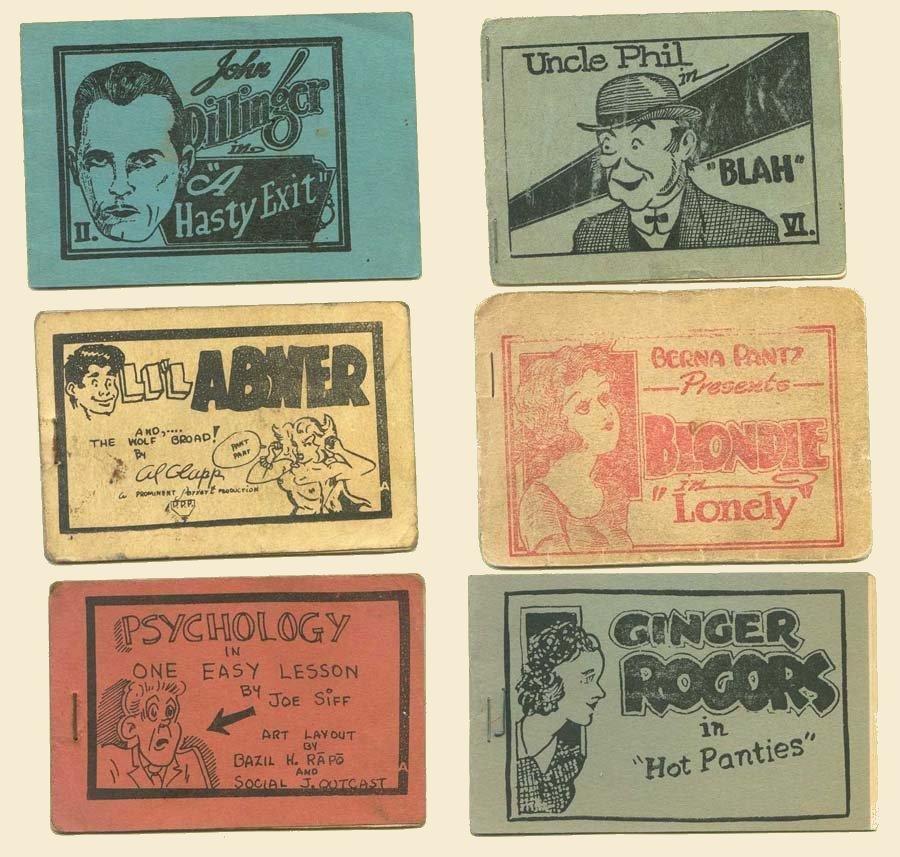 John
Dillinger
in
"A
Hasty Exit"
II.
Uncle Phil
in
"BLAH"
VI.
LI'L ABNER
AND,....
THE WOLF BROAD!
BY
Al Clapp
a PROMINENT PRODUCTION
PANT
PANT
A
BERNA PANTZ
Presents
BLONDIE
in
"Lonely"
PSYCHOLOGY
IN
ONE EASY LESSON
BY
JOE SIFF
ART LAYOUT
BY
BAZIL H. RĀPŌ
AND
SOCIAL J. OUTCAST
A
GINGER
ROGORS
in
"Hot Panties"